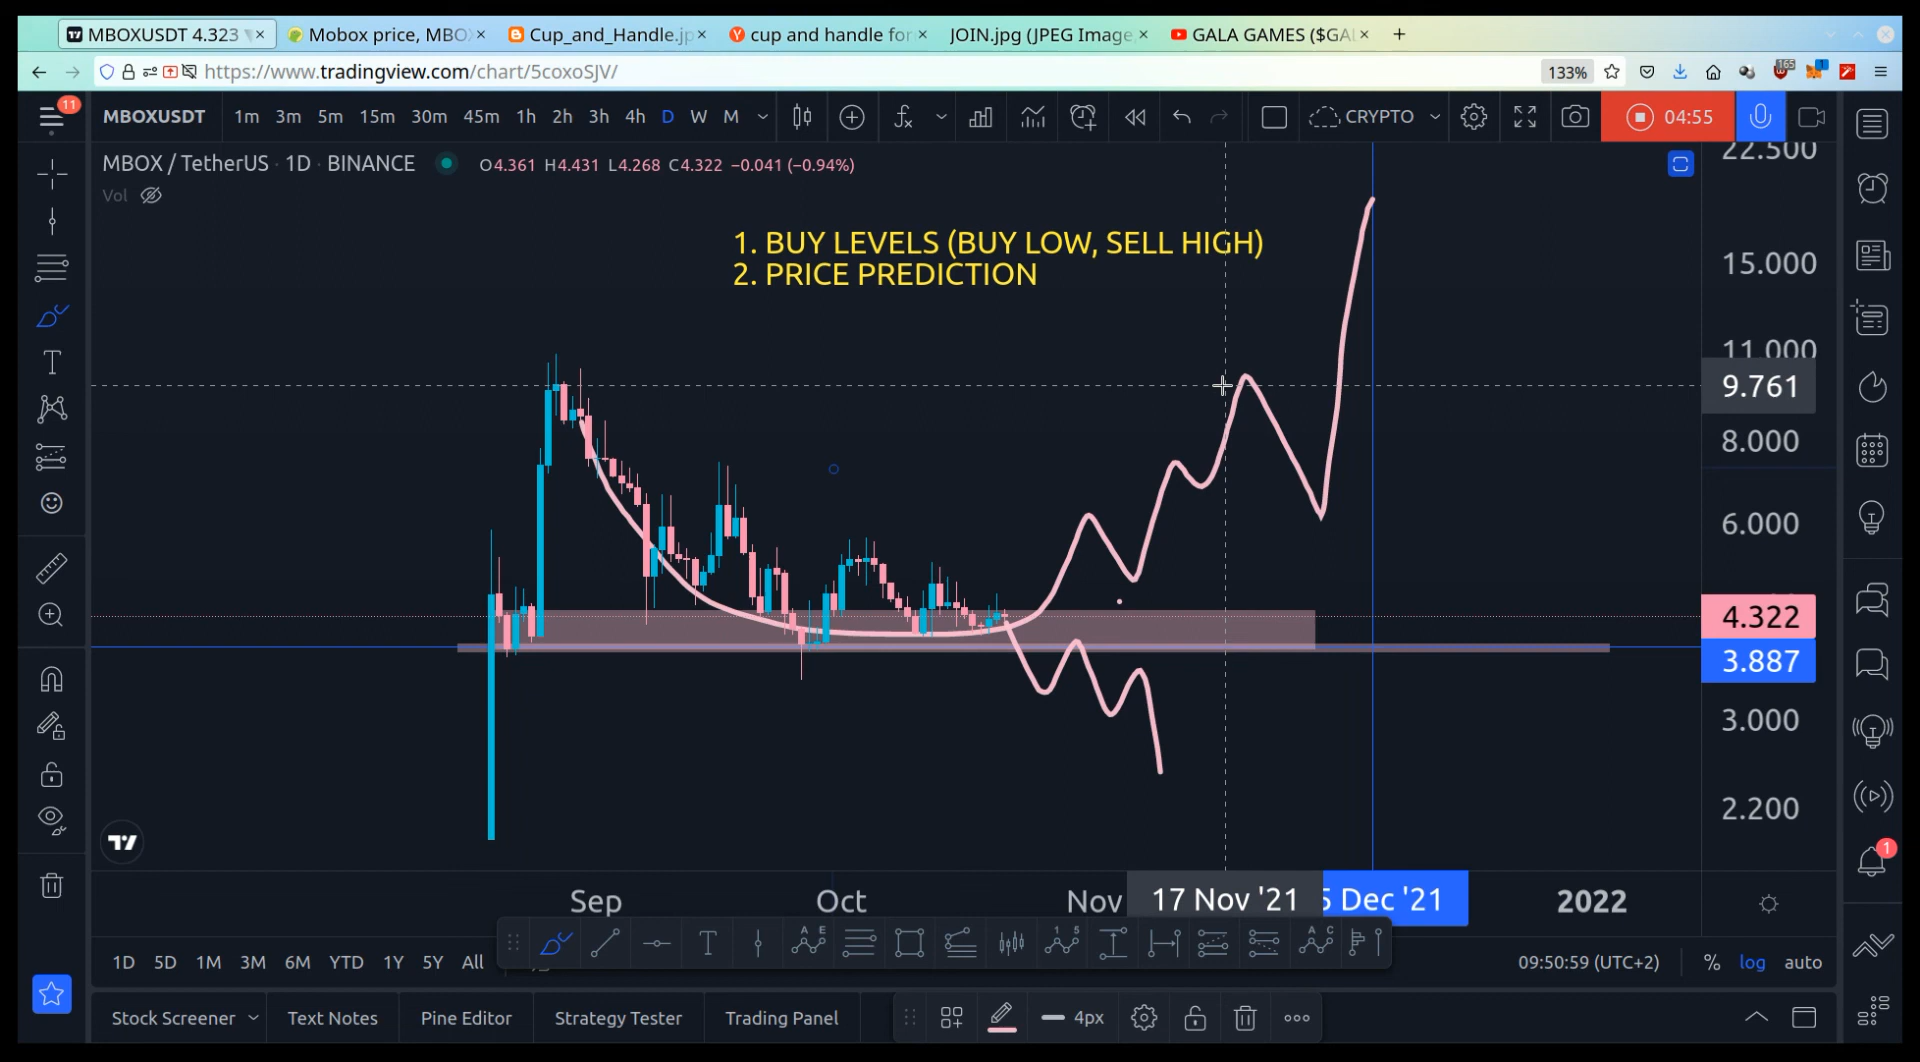 MBOXUSDT 4.323
Mobox price, MBO
Cup_and_Handle.jp
cup and handle for
JOIN.jpg (JPEG Image,
GALA GAMES ($GAL
https://www.tradingview.com/chart/5coxoSJV/
133%
165
1
11
MBOXUSDT 1m 3m 5m 15m 30m 45m 1h 2h 3h 4h D W M
CRYPTO
04:55
MBOX / TetherUS · 1D · BINANCE
O4.361 H4.431 L4.268 C4.322 −0.041 (−0.94%)
Vol
1. BUY LEVELS (BUY LOW, SELL HIGH)
2. PRICE PREDICTION
22.500
15.000
11.000
9.761
8.000
6.000
4.322
3.887
3.000
2.200
1
Sep Oct Nov 17 Nov '21 5 Dec '21 2022
1D 5D 1M 3M 6M YTD 1Y 5Y All
09:50:59 (UTC+2) % log auto
Stock Screener Text Notes Pine Editor Strategy Tester Trading Panel
4px